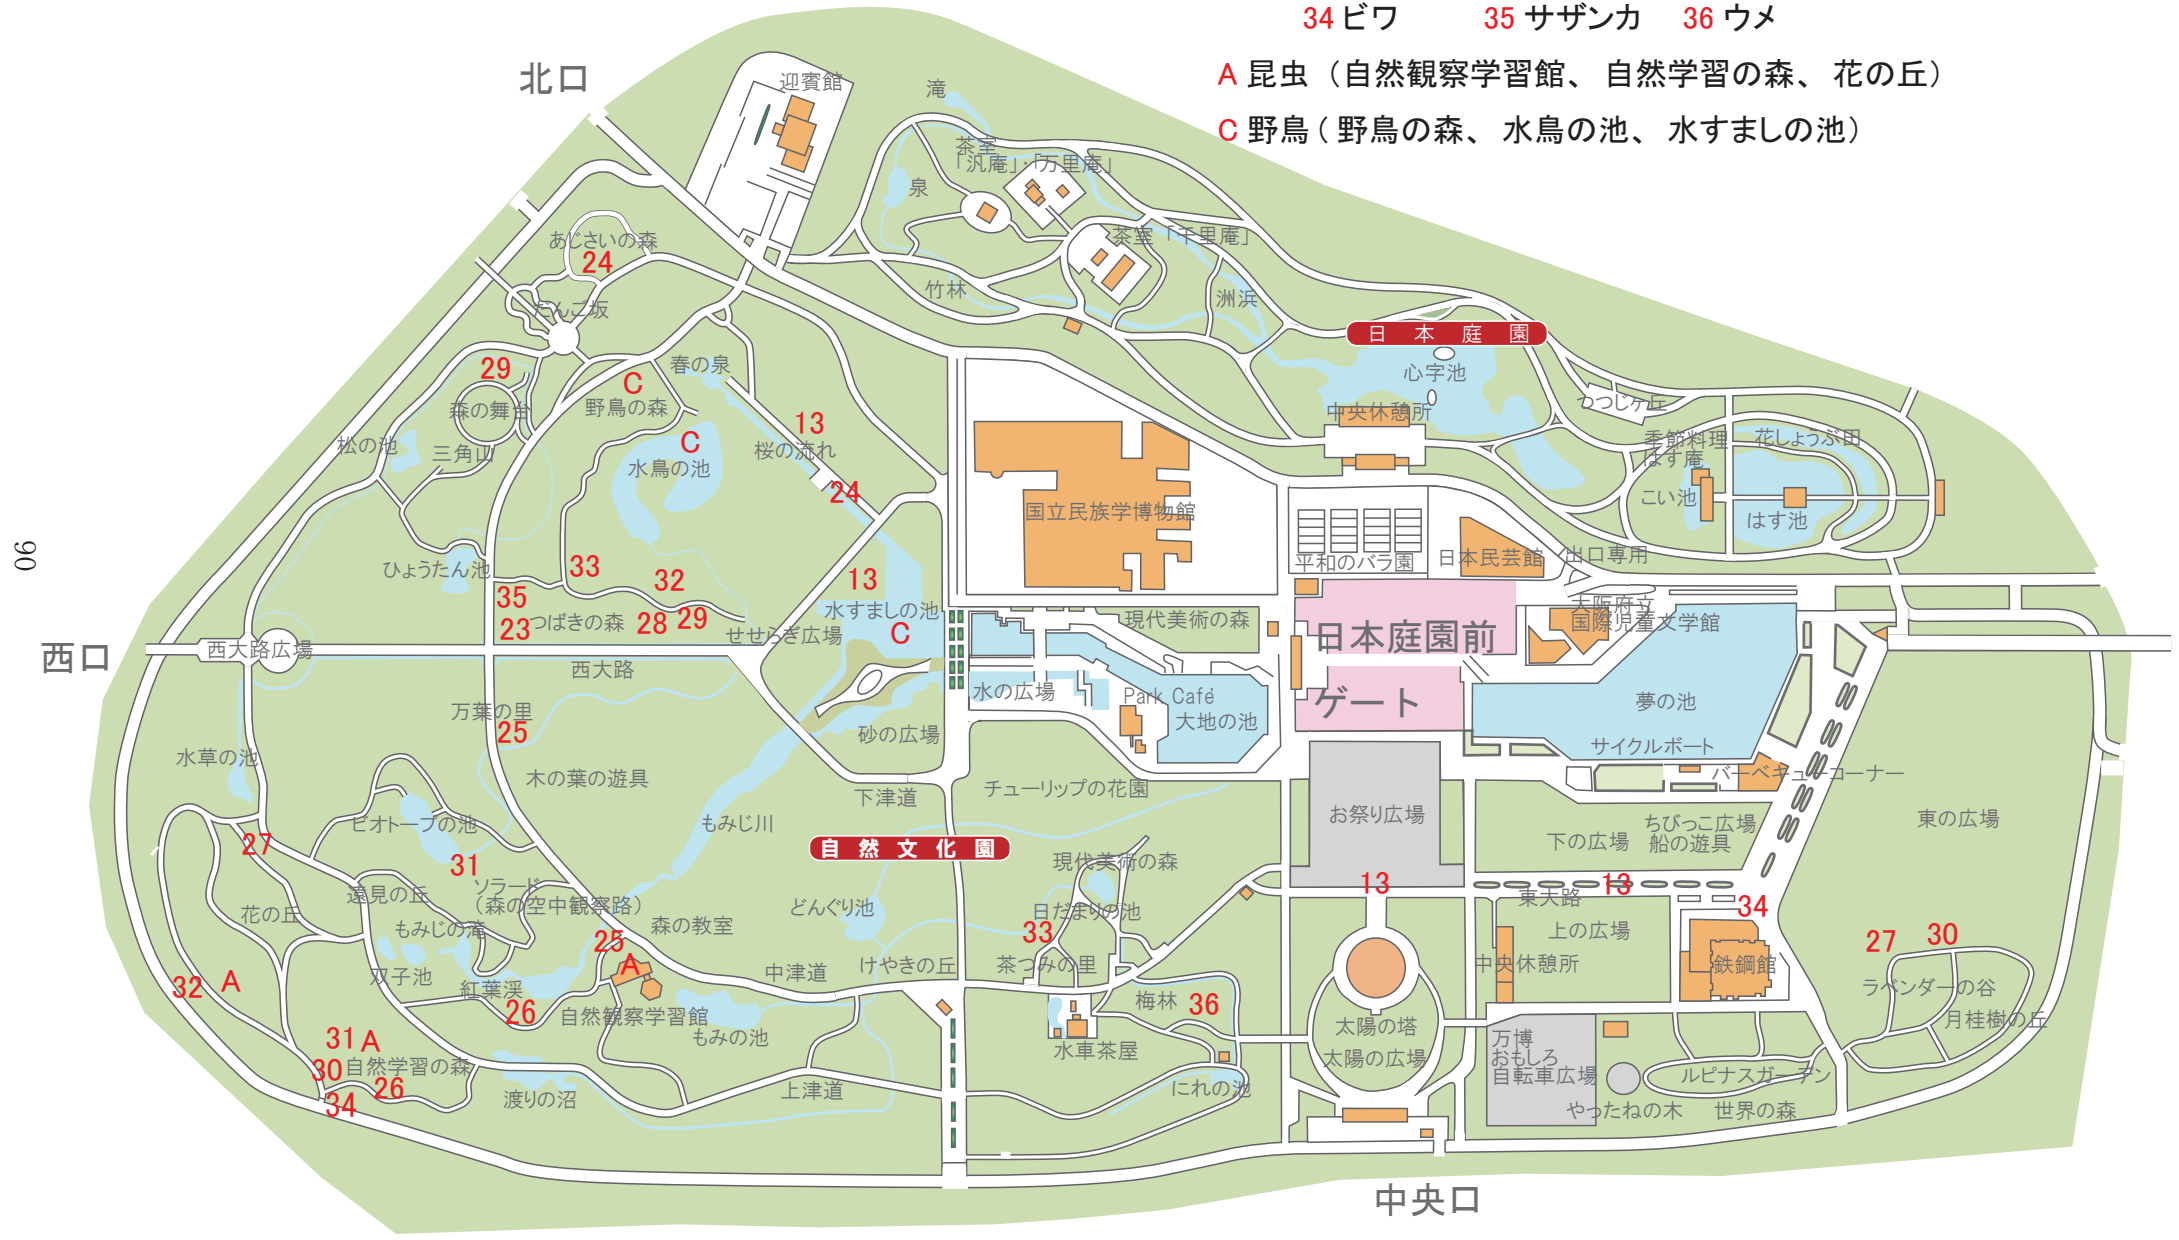 34 ビワ 35 サザンカ 36 ウメ
A 昆虫（自然観察学習館、自然学習の森、花の丘）
C 野鳥（野鳥の森、水鳥の池、水すましの池）
北口
迎賓館
滝
茶室
「汎庵」・「万里庵」
泉
茶室「千里庵」
あじさいの森
24
だんご坂
竹林
洲浜
日本庭園
心字池
中央休憩所
つつじヶ丘
季節料理
はす庵
花しょうぶ田
こい池
はす池
29
森の舞台
C
野鳥の森
春の泉
13
桜の流れ
松の池
三角山
C
水鳥の池
24
国立民族学博物館
平和のバラ園
日本民芸館
出口専用
90
ひょうたん池
33
32
13
35
23
つばきの森
28
29
水すましの池
C
せせらぎ広場
現代美術の森
日本庭園前
ゲート
大阪府立
国際児童文学館
西口
西大路広場
西大路
水の広場
Park Café
大地の池
夢の池
サイクルボート
万葉の里
25
砂の広場
水草の池
木の葉の遊具
下津道
チューリップの花園
バーベキューコーナー
お祭り広場
もみじ川
自然文化園
下の広場
ちびっこ広場
船の遊具
東の広場
27
ビオトープの池
31
現代美術の森
遠見の丘
ソラード
（森の空中観察路）
13
13
東大路
34
花の丘
もみじの滝
森の教室
どんぐり池
日だまりの池
33
上の広場
25
A
27
30
32
A
双子池
紅葉渓
中津道
けやきの丘
茶つみの里
中央休憩所
鉄鋼館
ラベンダーの谷
26
自然観察学習館
梅林
36
月桂樹の丘
31
A
もみの池
水車茶屋
太陽の塔
太陽の広場
万博
おもしろ
自転車広場
30
自然学習の森
26
34
渡りの沼
上津道
にれの池
ルピナスガーデン
やったねの木
世界の森
中央口